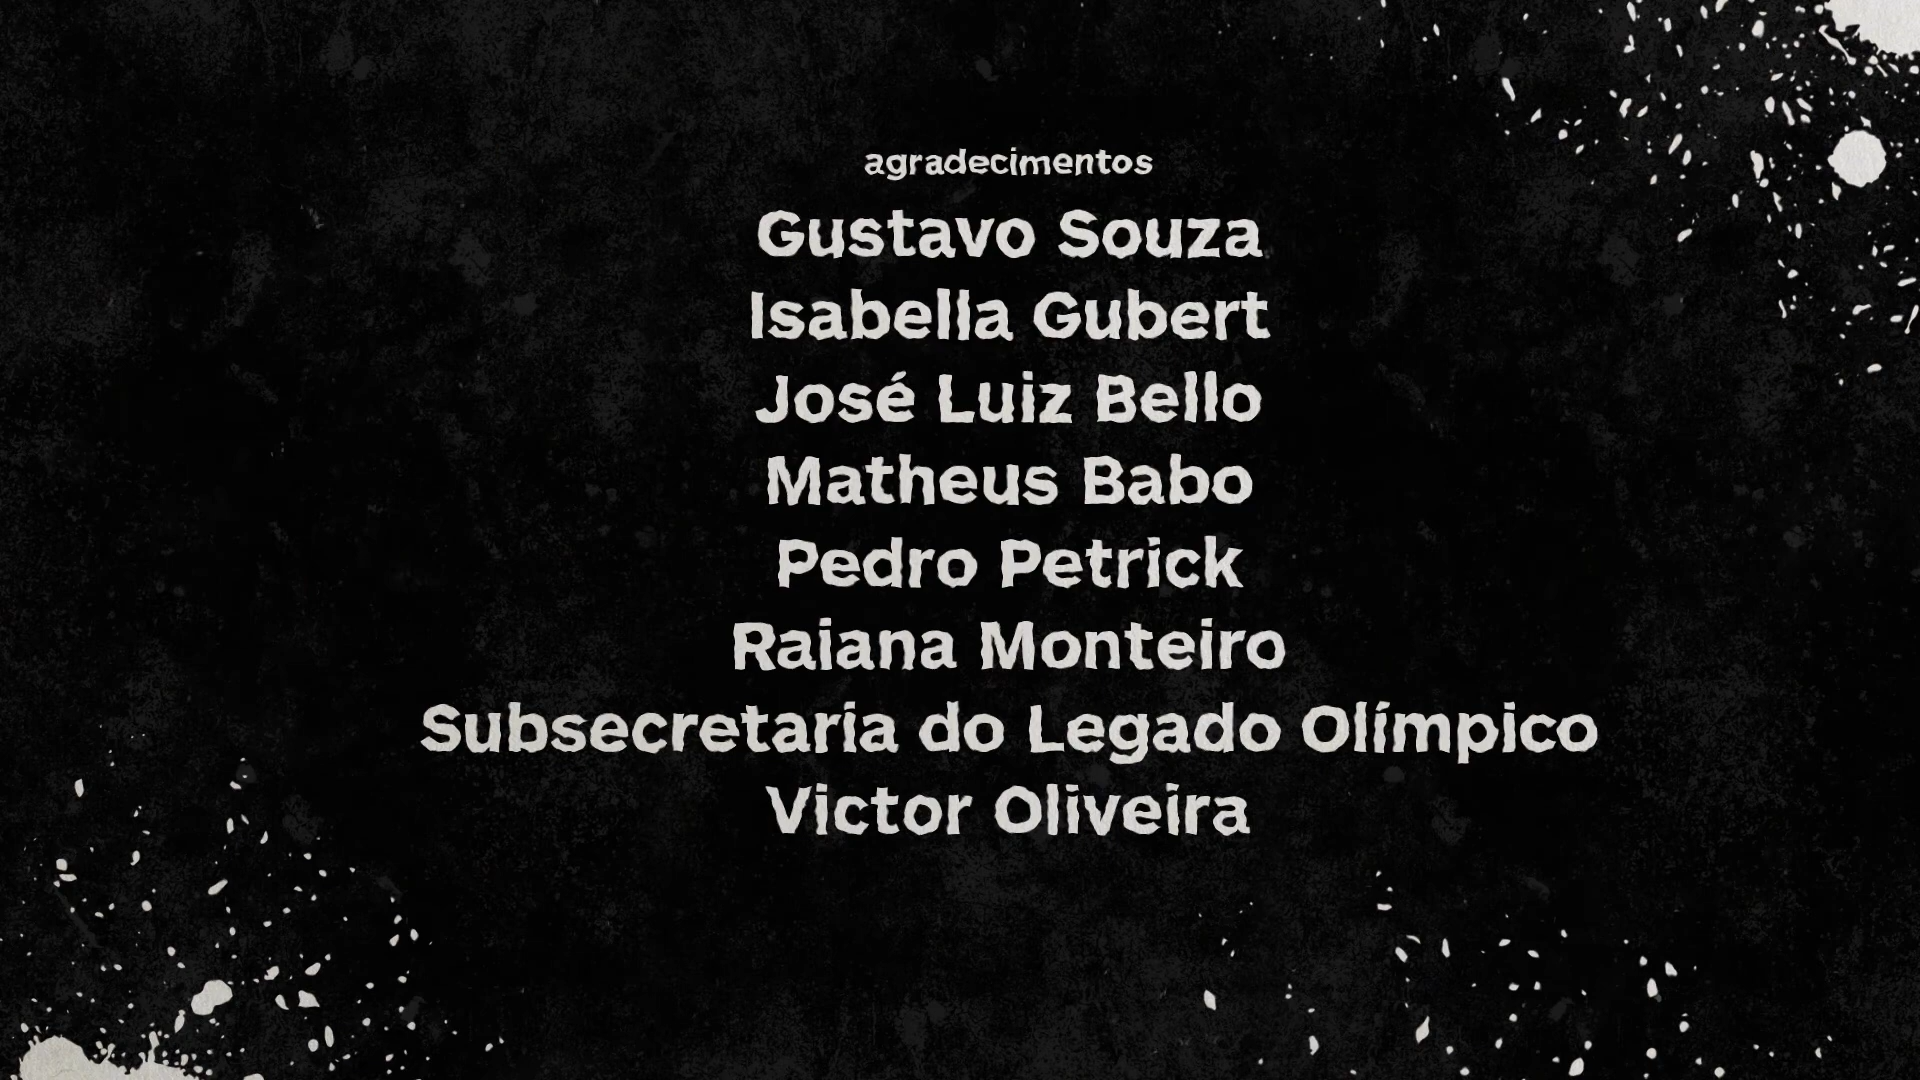 agradecimentos
Gustavo Souza
Isabella Gubert
José Luiz Bello
Matheus Babo
Pedro Petrick
Raiana Monteiro
Subsecretaria do Legado Olímpico
Victor Oliveira